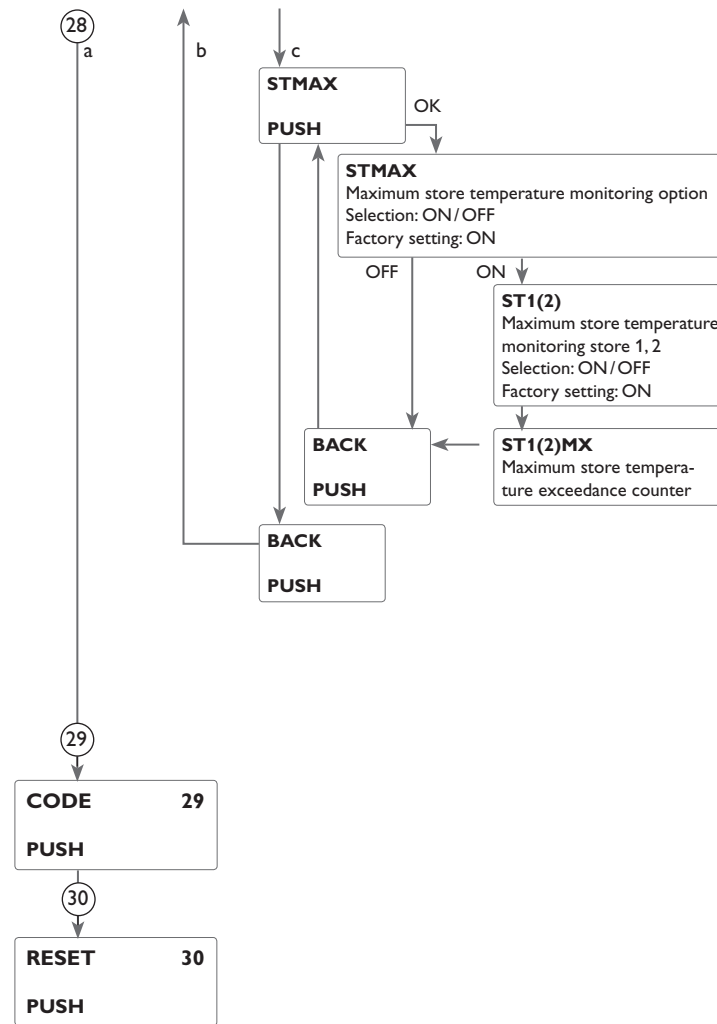 28
a
b
c
STMAX
PUSH
OK
STMAX
Maximum store temperature monitoring option
Selection: ON / OFF
Factory setting: ON
OFF
ON
ST1(2)
Maximum store temperature
monitoring store 1, 2
Selection: ON / OFF
Factory setting: ON
BACK
PUSH
ST1(2)MX
Maximum store tempera-
ture exceedance counter
BACK
PUSH
29
CODE 29
PUSH
30
RESET 30
PUSH